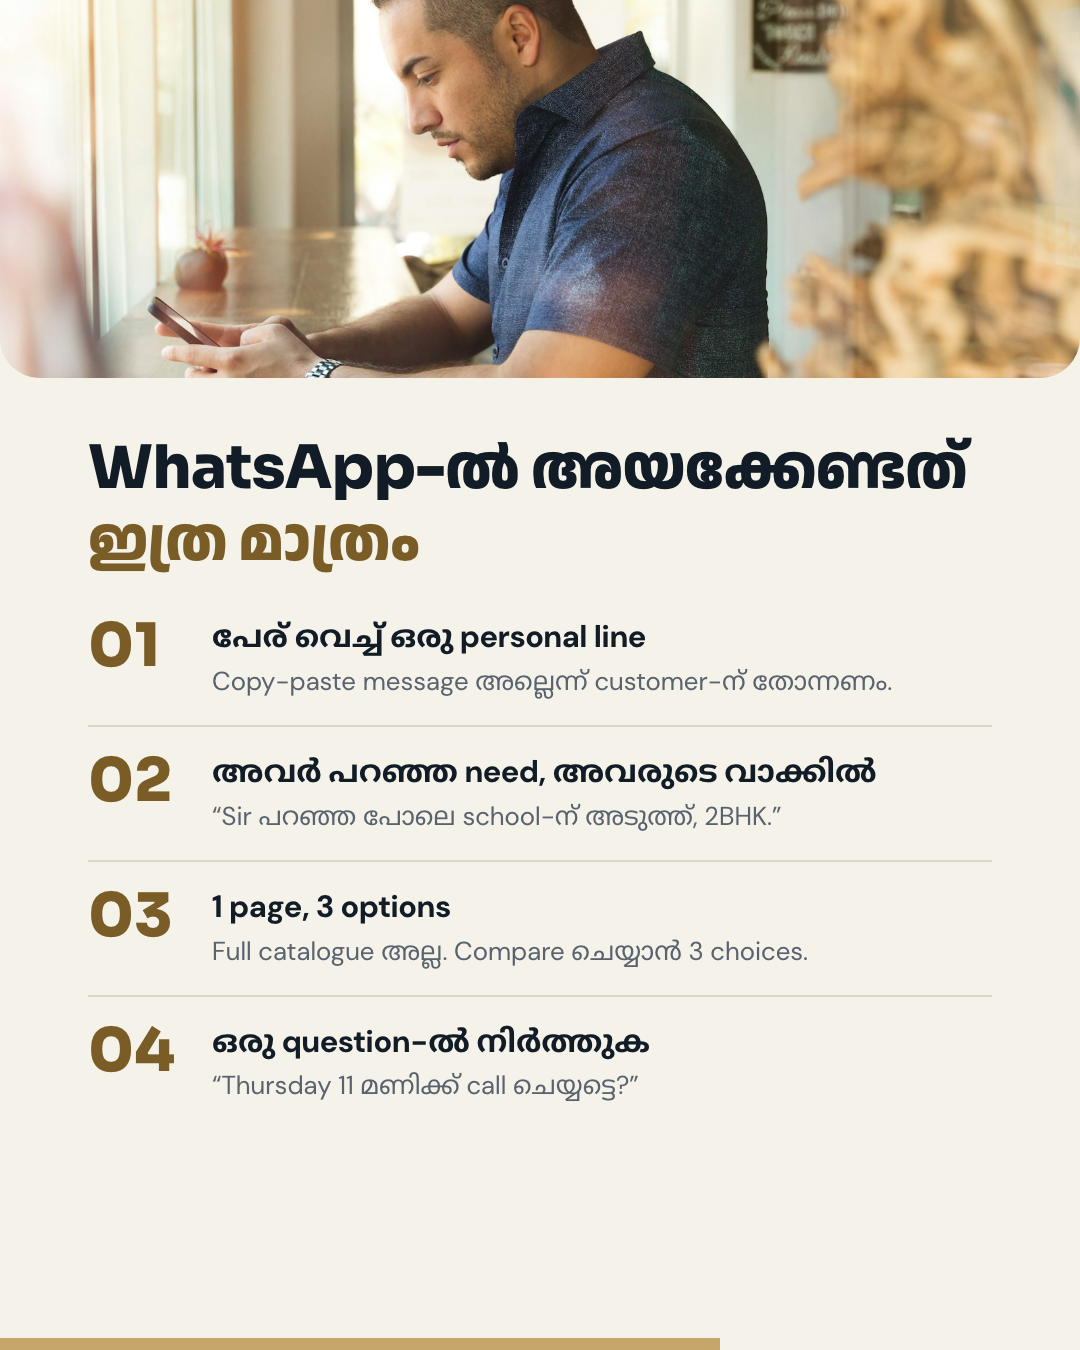 WhatsApp-ൽ അയക്കേണ്ടത്
ഇത്ര മാത്രം
01
പേര് വെച്ച് ഒരു personal line
Copy-paste message അല്ലെന്ന് customer-ന് തോന്നണം.
02
അവർ പറഞ്ഞ need, അവരുടെ വാക്കിൽ
“Sir പറഞ്ഞ പോലെ school-ന് അടുത്ത്, 2BHK.”
03
1 page, 3 options
Full catalogue അല്ല. Compare ചെയ്യാൻ 3 choices.
04
ഒരു question-ൽ നിർത്തുക
“Thursday 11 മണിക്ക് call ചെയ്യട്ടെ?”